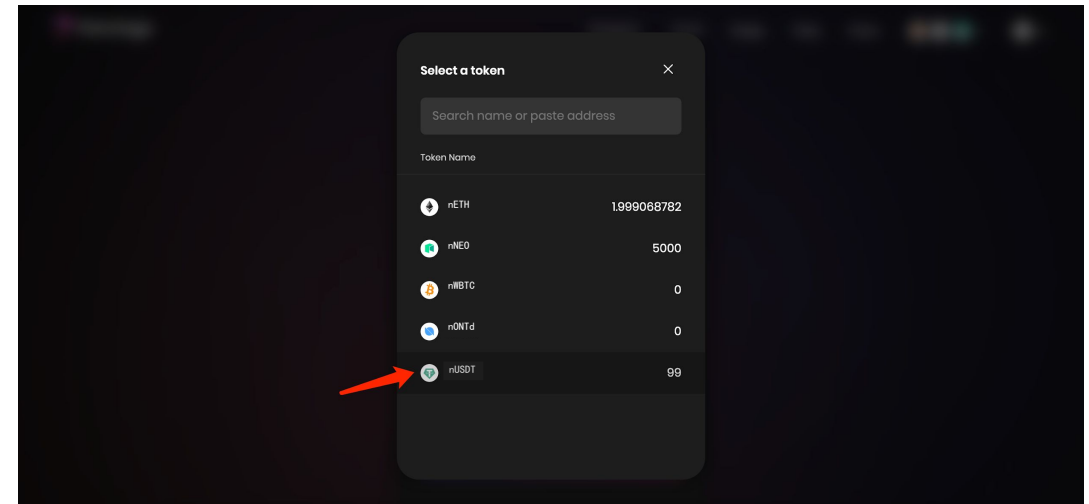 Select a token
Search name or paste address
Token Name
nETH 1.999068782
nNEO 5000
nWBTC 0
nONTd 0
nUSDT 99